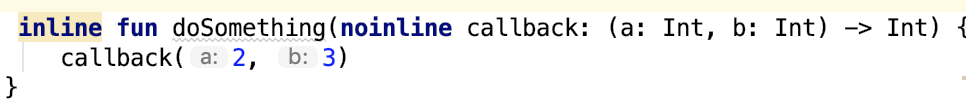 inline fun doSomething(noinline callback: (a: Int, b: Int) -> Int) {
callback( a: 2, b: 3)
}